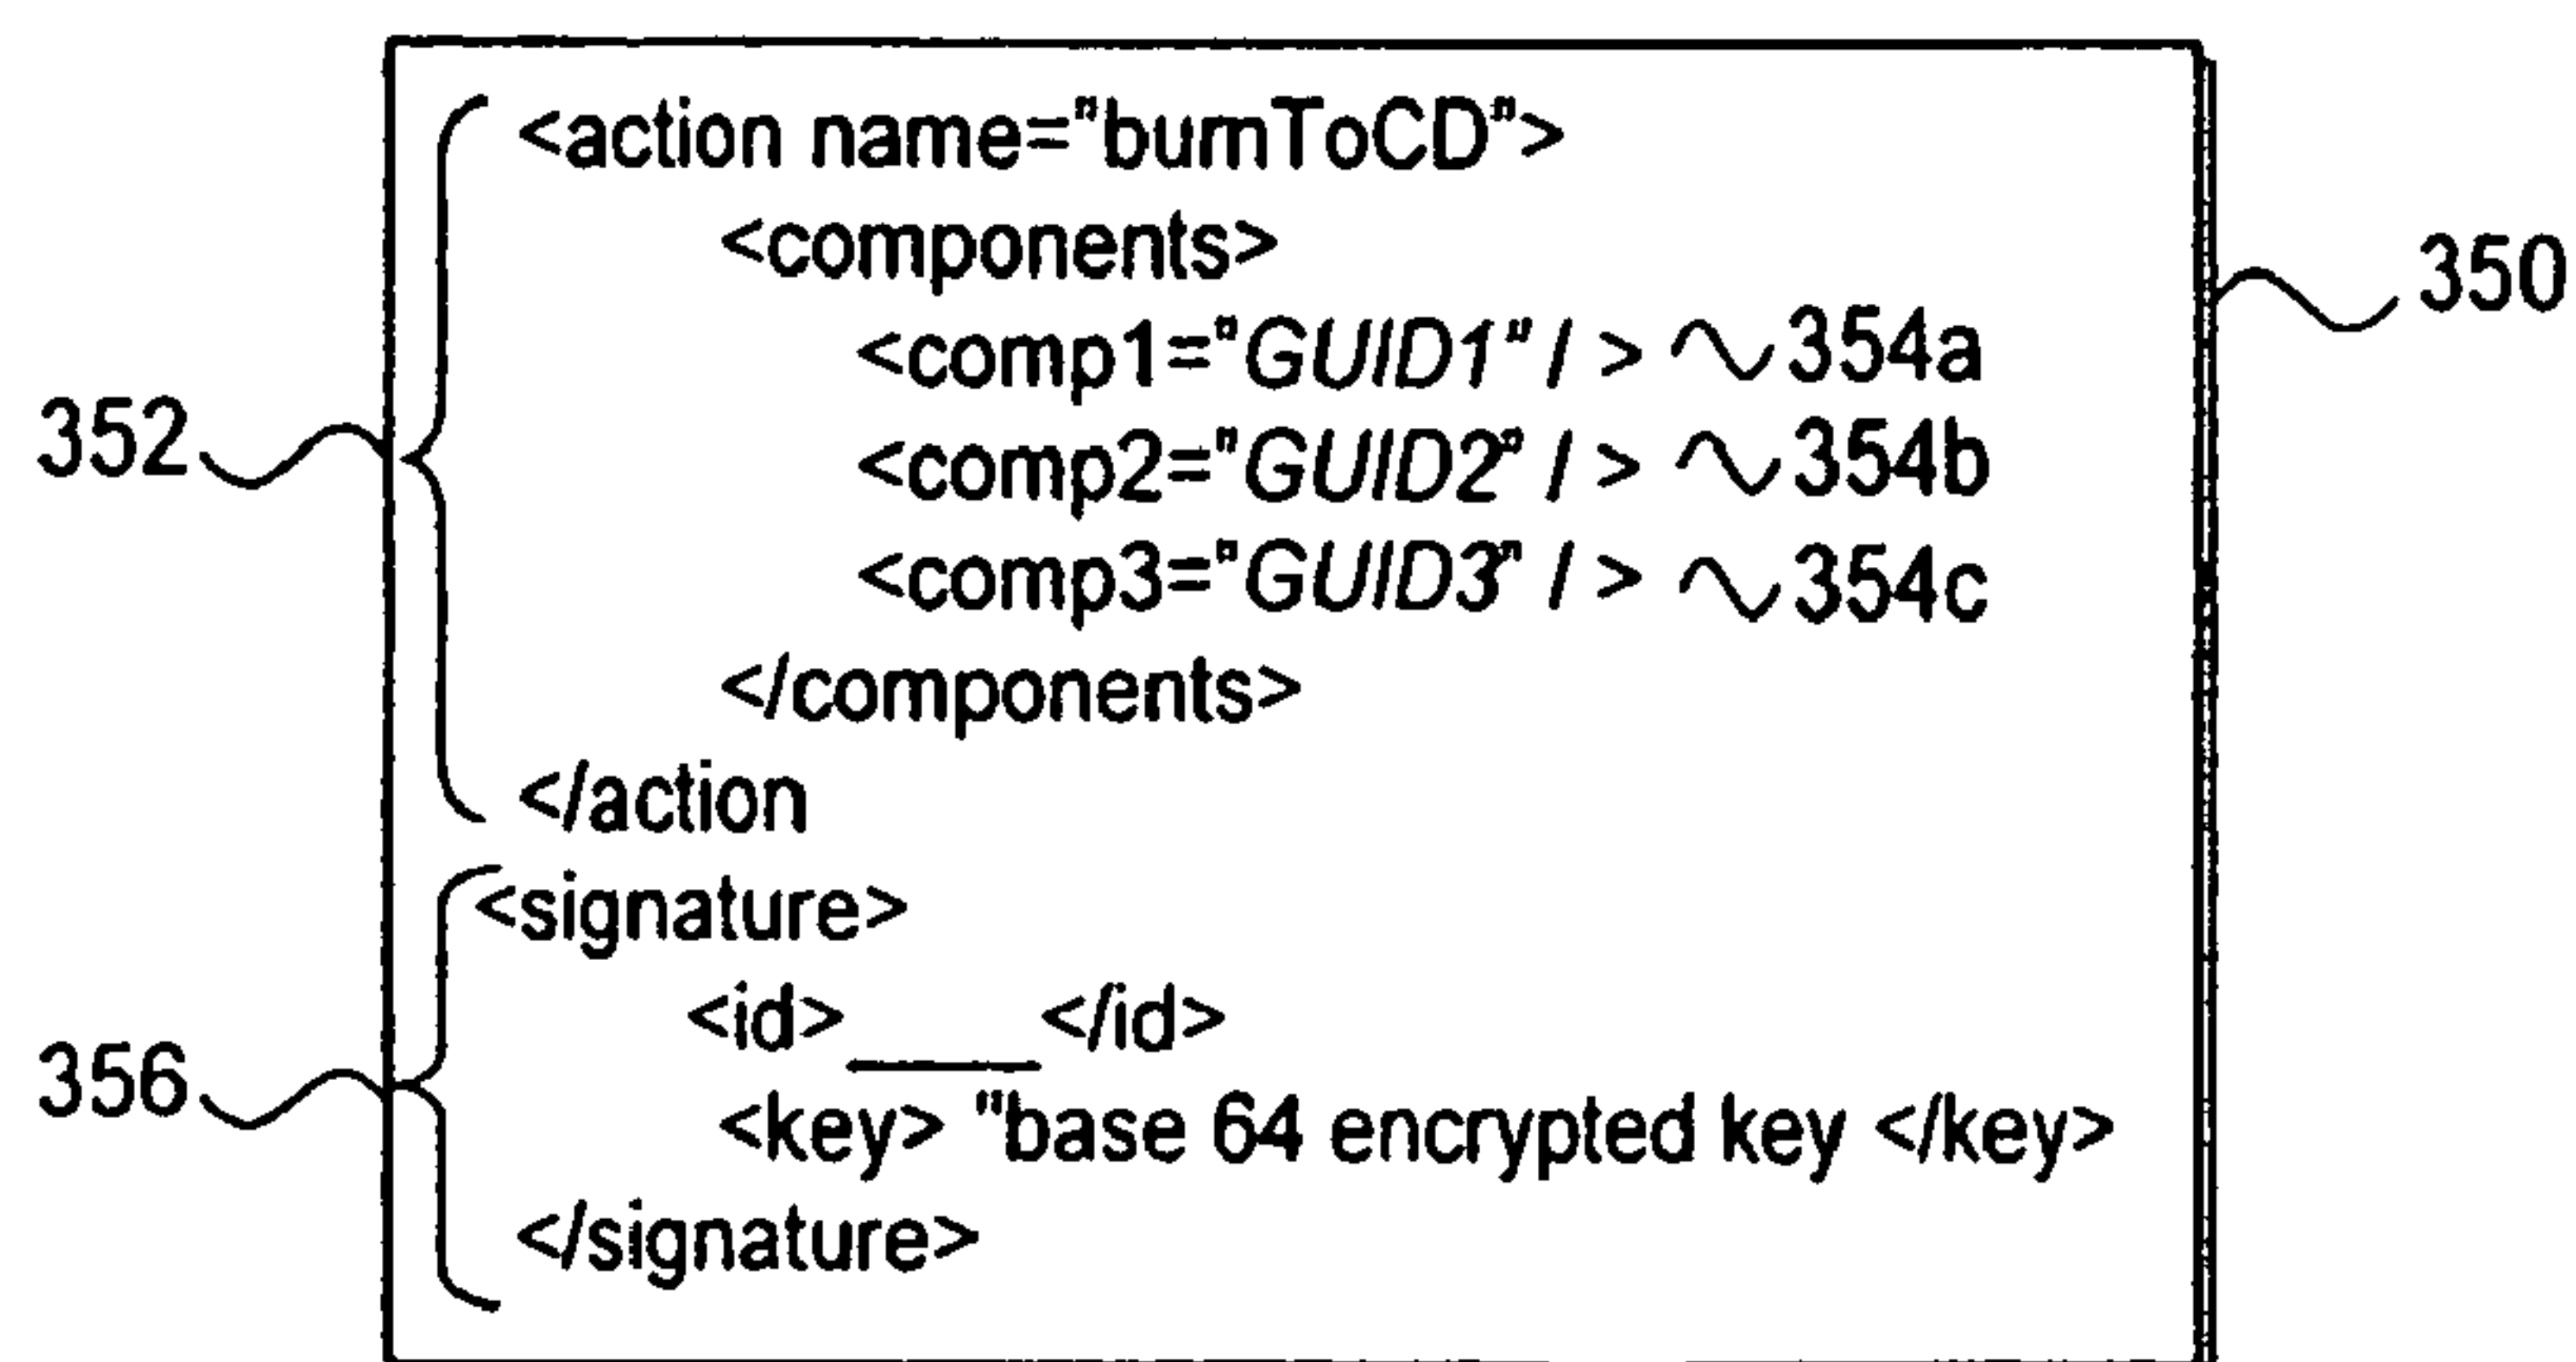 <action name="burnToCD">
<components>
350
<comp1="GUID1" / > 354a
352
<comp2="GUID2" / > 354b
<comp3="GUID3" / > 354c
</components>
</action
<signature>
<id>____</id>
356
<key> "base 64 encrypted key </key>
</signature>